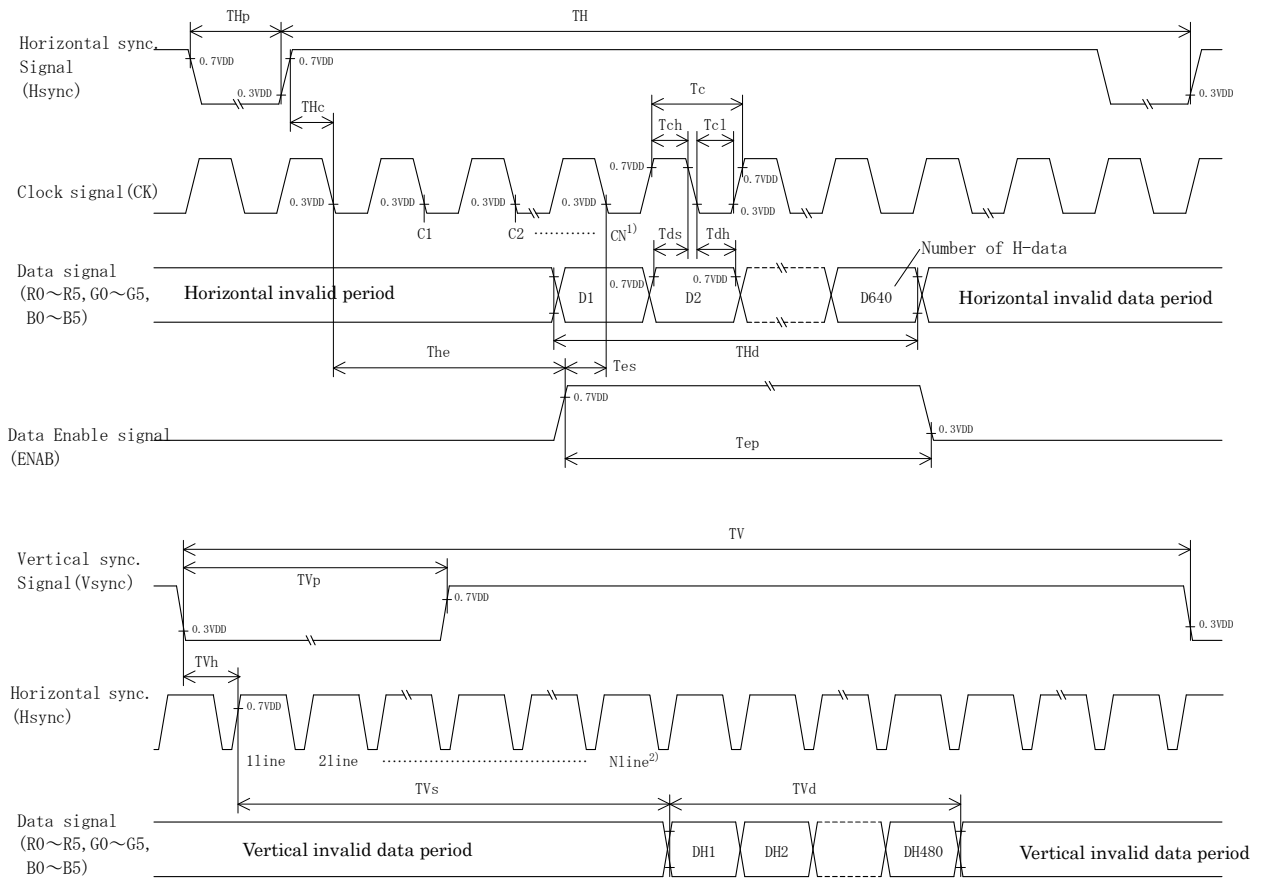 THp
TH
Horizontal sync.
Signal
(Hsync)
0.7VDD
0.7VDD
0.3VDD
0.3VDD
THc
Tc
Tch
Tcl
Clock signal(CK)
0.3VDD
0.3VDD
0.3VDD
0.3VDD
0.7VDD
0.7VDD
0.3VDD
C1
C2
CN1)
Tds
Tdh
Number of H-data
Data signal
(R0～R5,G0～G5,
B0～B5)
Horizontal invalid period
D1
0.7VDD
D2
0.7VDD
D640
Horizontal invalid data period
THd
The
Tes
0.7VDD
Data Enable signal
(ENAB)
0.3VDD
Tep
TV
Vertical sync.
Signal(Vsync)
TVp
0.7VDD
0.3VDD
0.3VDD
TVh
Horizontal sync.
(Hsync)
0.7VDD
1line
2line
Nline2)
TVs
TVd
Data signal
(R0～R5,G0～G5,
B0～B5)
Vertical invalid data period
DH1
DH2
DH480
Vertical invalid data period